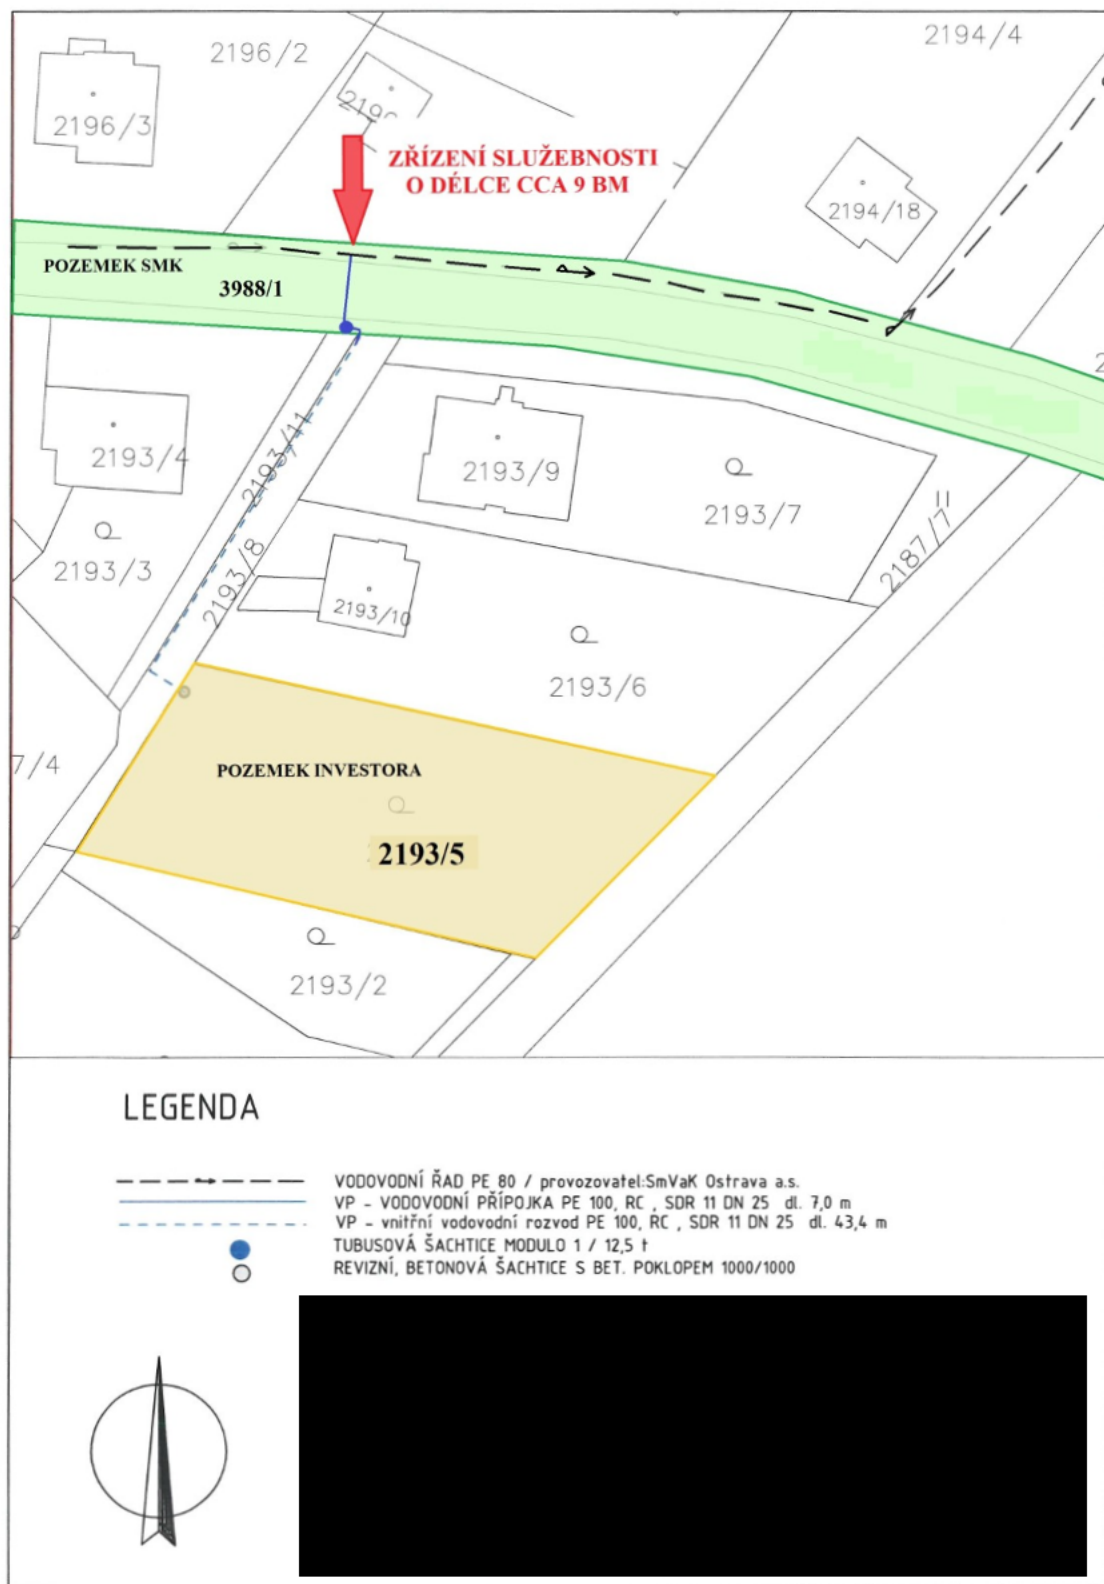 2196/2
2194/4
2196/3
ZŘÍZENÍ SLUŽEBNOSTI
O DÉLCE CCA 9 BM
2194/18
POZEMEK SMK
3988/1
2193/4
2193/11
2193/9
2193/7
2187/7
2193/3
2193/8
2193/10
2193/6
7/4
POZEMEK INVESTORA
2193/5
2193/2
LEGENDA
VODOVODNÍ ŘAD PE 80 / provozovatel:SmVaK Ostrava a.s.
VP - VODOVODNÍ PŘÍPOJKA PE 100, RC , SDR 11 DN 25 dl. 7,0 m
VP - vnitřní vodovodní rozvod PE 100, RC , SDR 11 DN 25 dl. 43,4 m
TUBUSOVÁ ŠACHTICE MODULO 1 / 12,5 t
REVIZNÍ, BETONOVÁ ŠACHTICE S BET. POKLOPEM 1000/1000